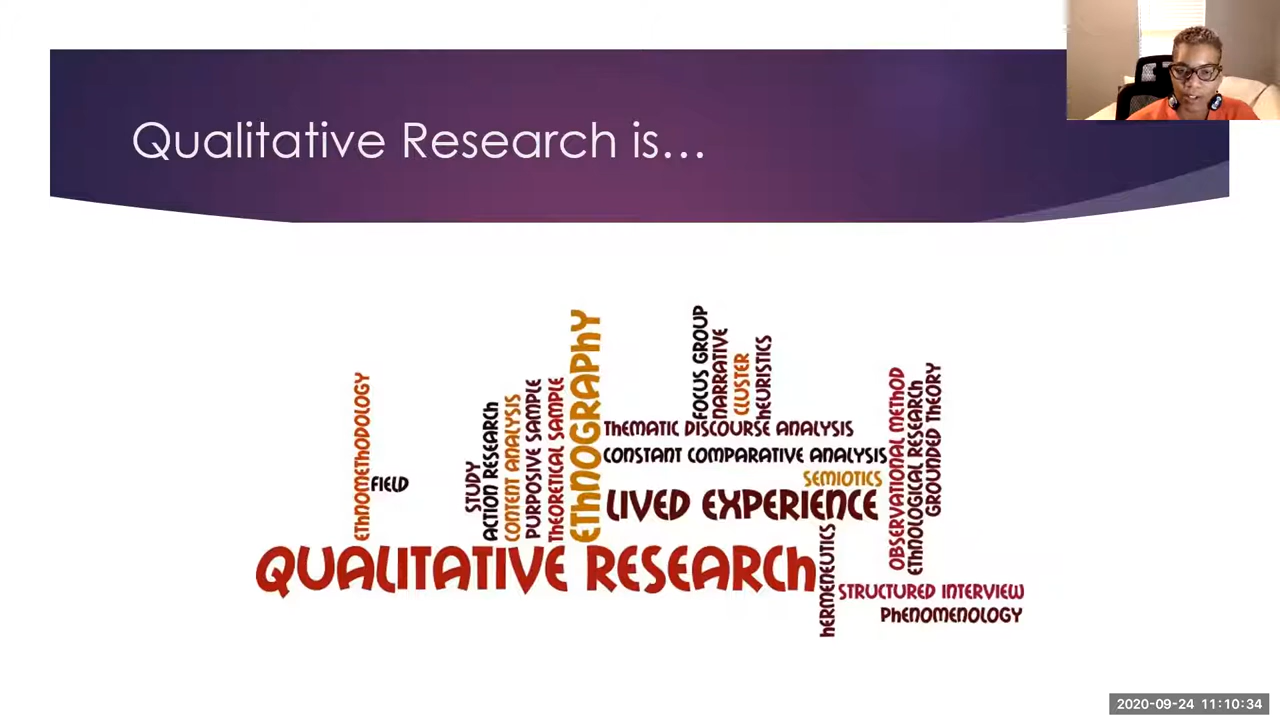 Qualitative Research is...
ETHNOMETHODOLOGY
FIELD
STUDY
ACTION RESEARCH
CONTENT ANALYSIS
PURPOSIVE SAMPLE
THEORETICAL SAMPLE
ETHNOGRAPHY
FOCUS GROUP
NARRATIVE
CLUSTER
HEURISTICS
THEMATIC DISCOURSE ANALYSIS
CONSTANT COMPARATIVE ANALYSIS
SEMIOTICS
LIVED EXPERIENCE
OBSERVATIONAL METHOD
ETHNOLOGICAL RESEARCH
GROUNDED THEORY
QUALITATIVE RESEARCH
HERMENEUTICS
STRUCTURED INTERVIEW
PHENOMENOLOGY
2020-09-24 11:10:34